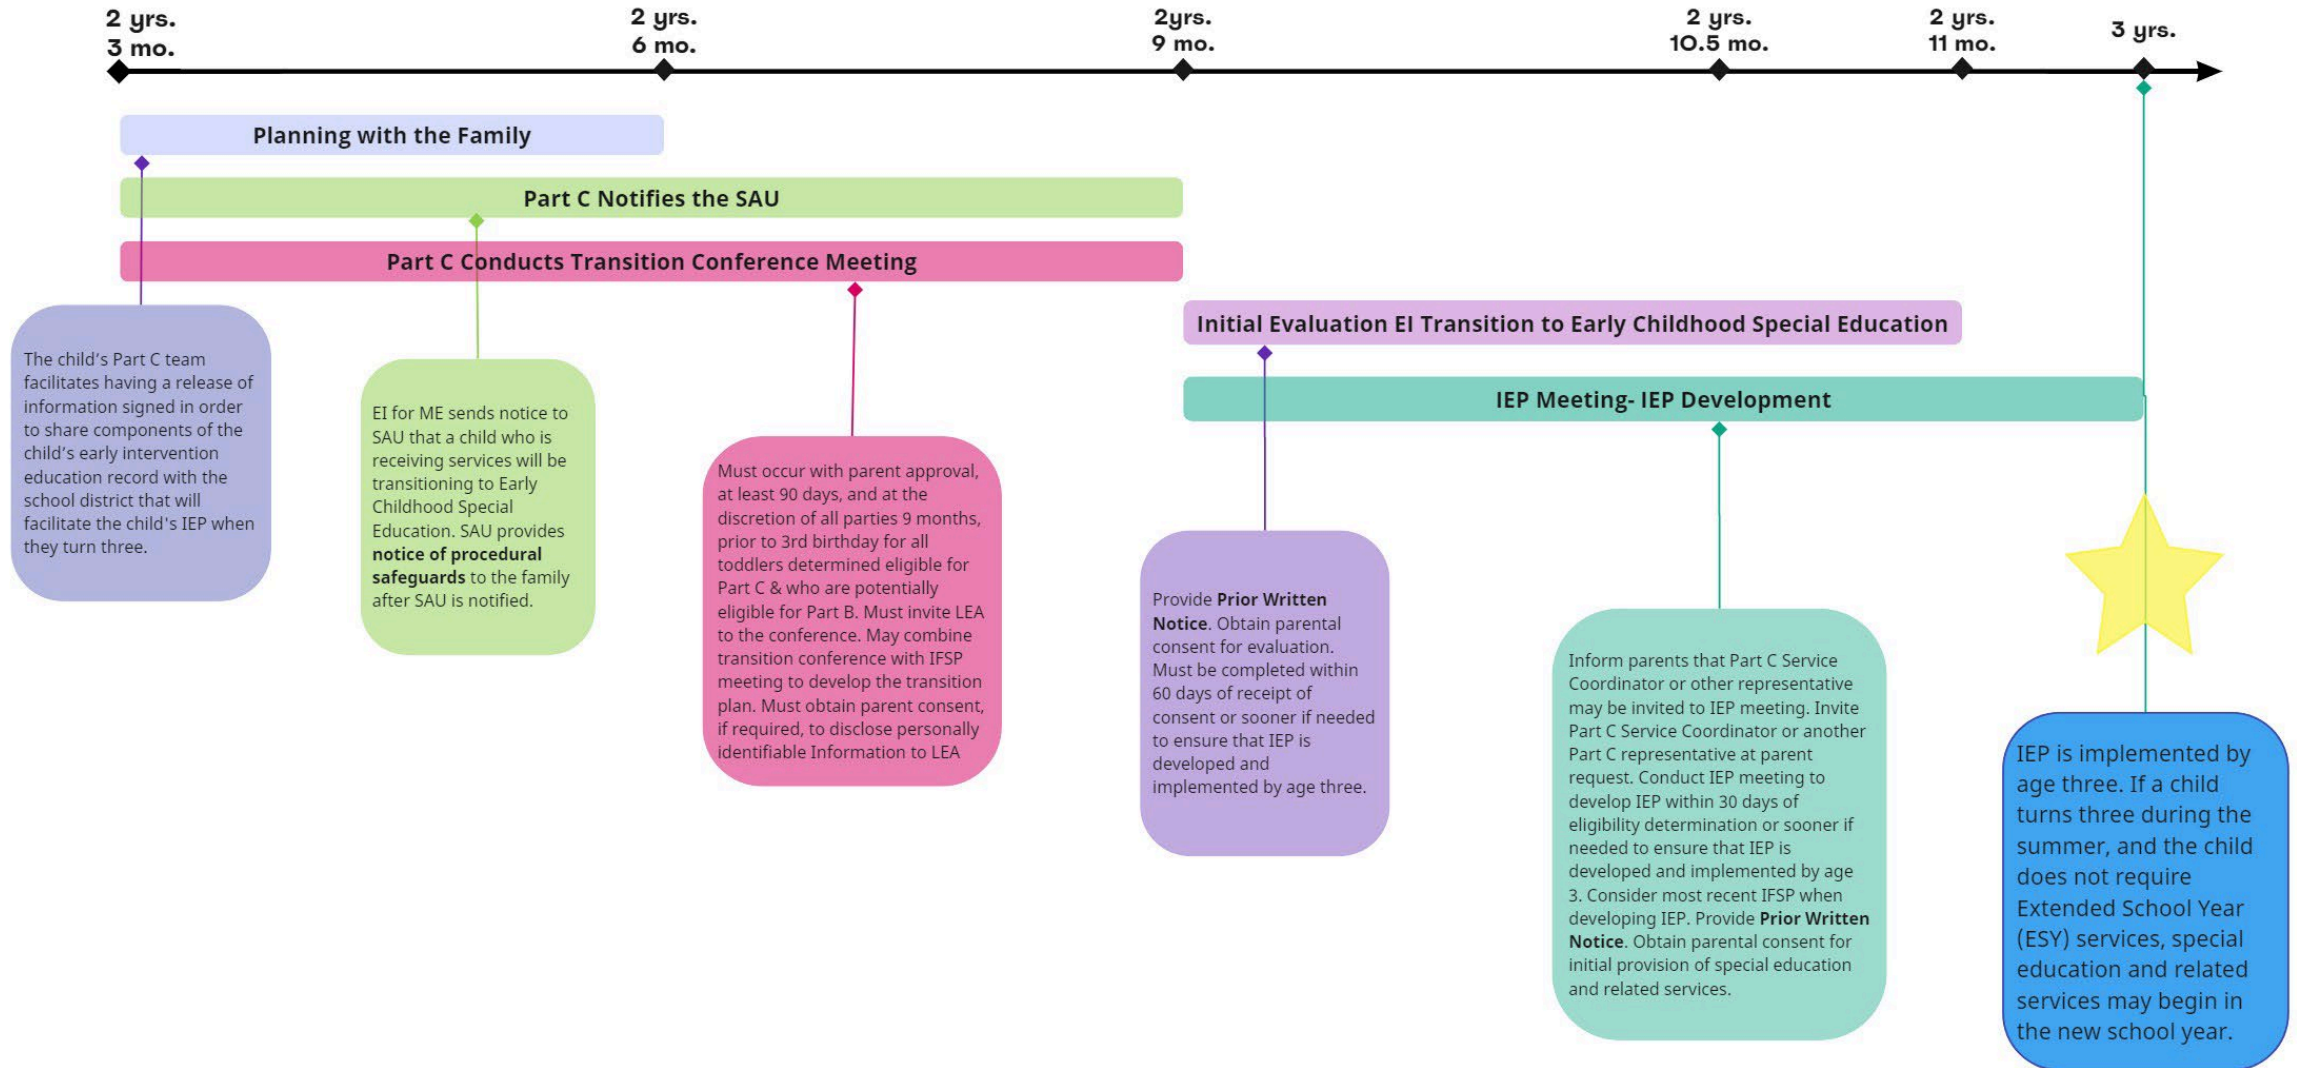 2 yrs.
3 mo.
2 yrs.
6 mo.
2yrs.
9 mo.
2 yrs.
10.5 mo.
2 yrs.
11 mo.
3 yrs.
Planning with the Family
Part C Notifies the SAU
Part C Conducts Transition Conference Meeting
Initial Evaluation EI Transition to Early Childhood Special Education
IEP Meeting- IEP Development
The child's Part C team
facilitates having a release of
information signed in order
to share components of the
child's early intervention
education record with the
school district that will
facilitate the child's IEP when
they turn three.
EI for ME sends notice to
SAU that a child who is
receiving services will be
transitioning to Early
Childhood Special
Education. SAU provides
notice of procedural
safeguards to the family
after SAU is notified.
Must occur with parent approval,
at least 90 days, and at the
discretion of all parties 9 months,
prior to 3rd birthday for all
toddlers determined eligible for
Part C & who are potentially
eligible for Part B. Must invite LEA
to the conference. May combine
transition conference with IFSP
meeting to develop the transition
plan. Must obtain parent consent,
if required, to disclose personally
identifiable Information to LEA
Provide Prior Written
Notice. Obtain parental
consent for evaluation.
Must be completed within
60 days of receipt of
consent or sooner if needed
to ensure that IEP is
developed and
implemented by age three.
Inform parents that Part C Service
Coordinator or other representative
may be invited to IEP meeting. Invite
Part C Service Coordinator or another
Part C representative at parent
request. Conduct IEP meeting to
develop IEP within 30 days of
eligibility determination or sooner if
needed to ensure that IEP is
developed and implemented by age
3. Consider most recent IFSP when
developing IEP. Provide Prior Written
Notice. Obtain parental consent for
initial provision of special education
and related services.
IEP is implemented by
age three. If a child
turns three during the
summer, and the child
does not require
Extended School Year
(ESY) services, special
education and related
services may begin in
the new school year.